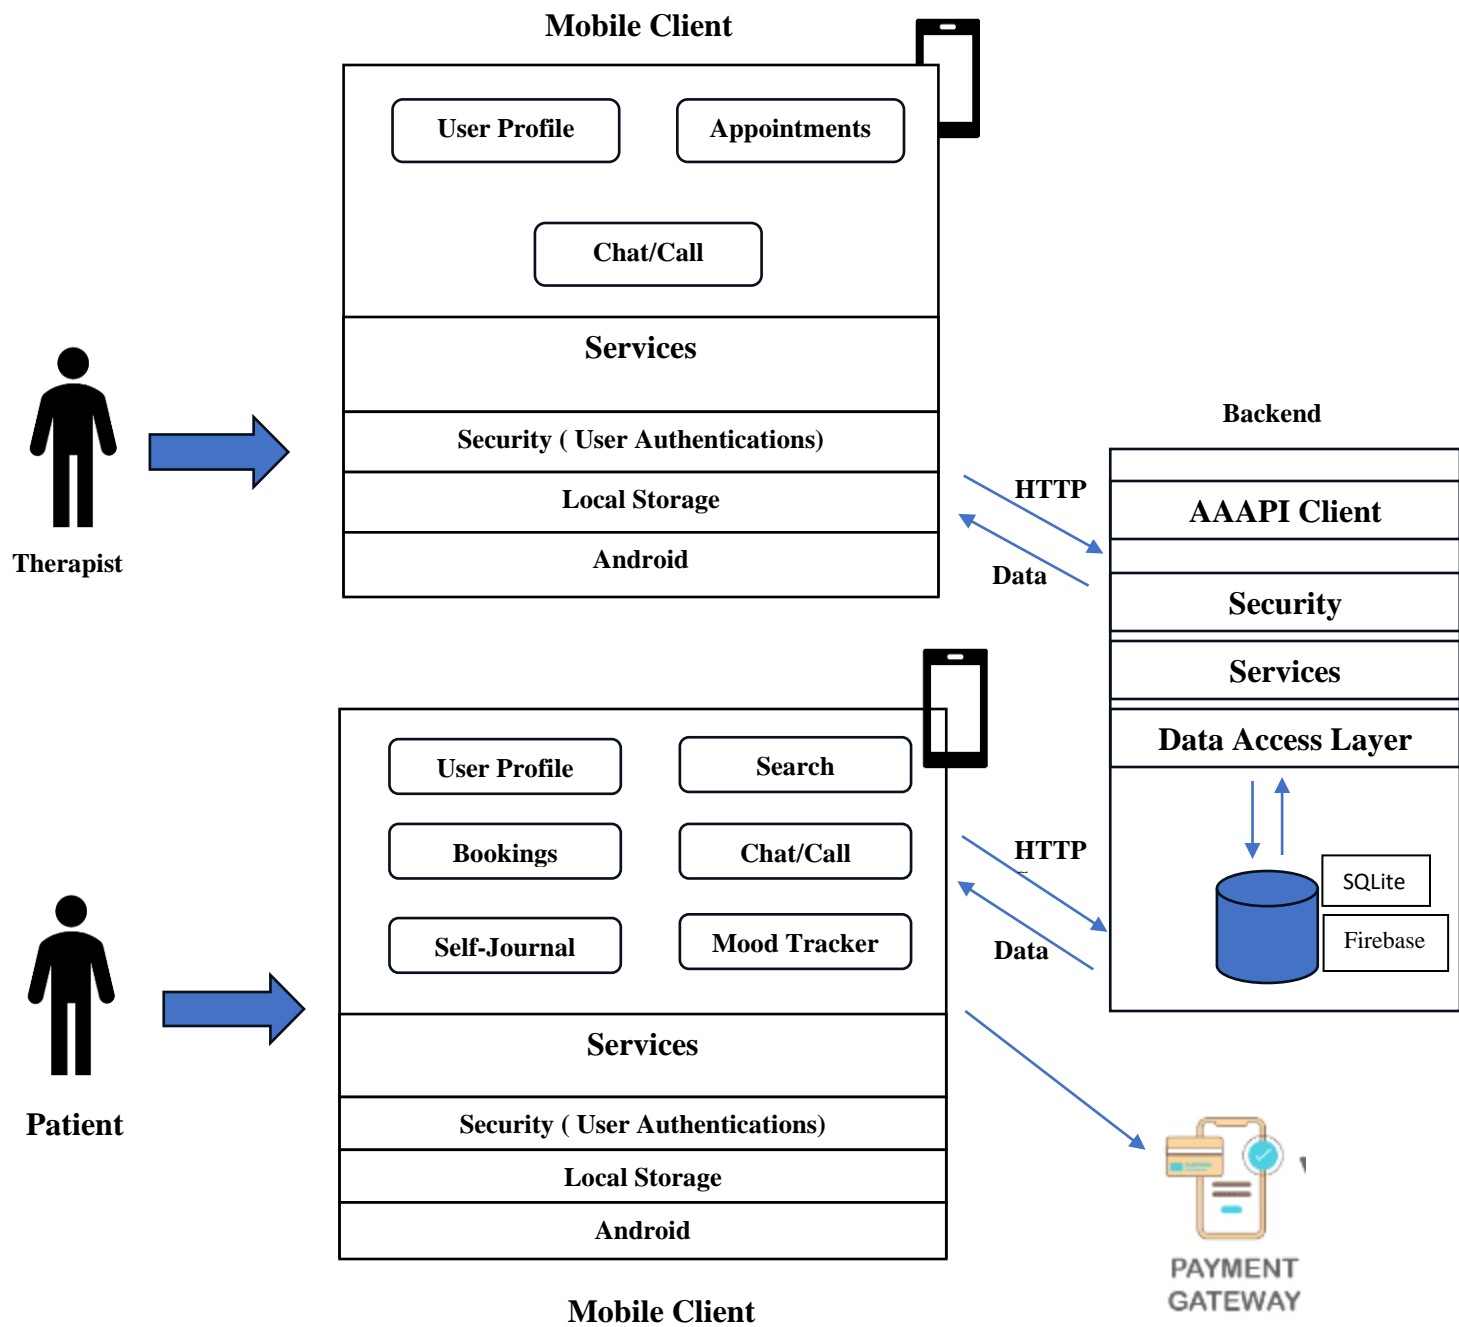 Mobile Client
User Profile
Appointments
Chat/Call
Services
Security ( User Authentications)
Local Storage
Android
Therapist
HTTP
Data
Backend
AAAPI Client
Security
Services
Data Access Layer
SQLite
Firebase
User Profile
Search
Bookings
Chat/Call
Self-Journal
Mood Tracker
Services
Security ( User Authentications)
Local Storage
Android
Patient
HTTP
Data
Mobile Client
PAYMENT
GATEWAY